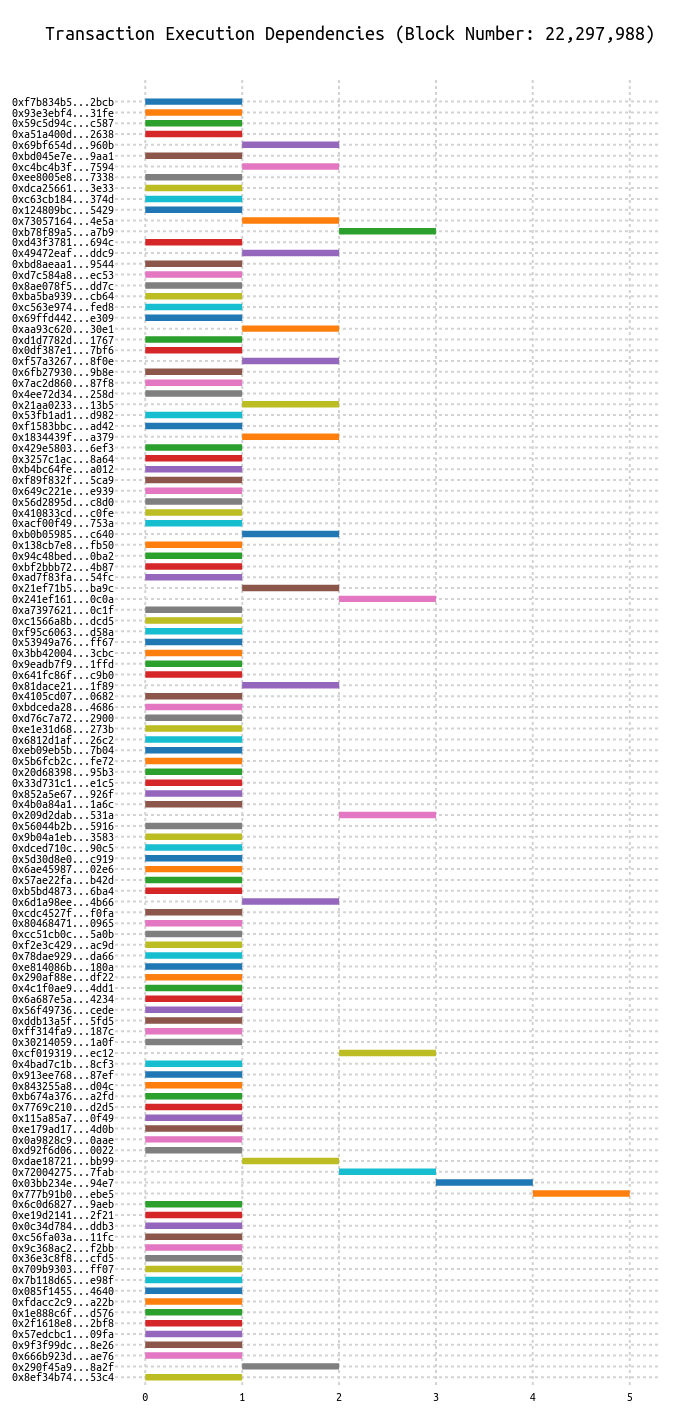 Transaction Execution Dependencies (Block Number: 22,297,988)
0xf7b834b5...2bcb
0x93e3ebf4...31fe
0x59c5d94c...c587
0xa51a400d...2638
0x69bf654d...960b
0xbd045e7e...9aa1
0xc4bc4b3f...7594
0xee8005e8...7338
0xdca25661...3e33
0xc63cb184...374d
0x124809bc...5429
0x73057164...4e5a
0xb78f89a5...a7b9
0xd43f3781...694c
0x49472eaf...ddc9
0xbd8aeaa1...9544
0xd7c584a8...ec53
0x8ae078f5...dd7c
0xba5ba939...cb64
0xc563e974...fed8
0x69ffd442...e309
0xaa93c620...30e1
0xd1d7782d...1767
0x0df387e1...7bf6
0xf57a3267...8f0e
0x6fb27930...9b8e
0x7ac2d860...87f8
0x4ee72d34...258d
0x21aa0233...13b5
0x53fb1ad1...d982
0xf1583bbc...ad42
0x1834439f...a379
0x429e5803...6ef3
0x3257c1ac...8a64
0xb4bc64fe...a012
0xf89f832f...5ca9
0x649c221e...e939
0x56d2895d...c8d0
0x410833cd...c0fe
0xacf00f49...753a
0xb0b05985...c640
0x138cb7e8...fb50
0x94c48bed...0ba2
0xbf2bbb72...4b87
0xad7f83fa...54fc
0x21ef71b5...ba9c
0x241ef161...0c0a
0xa7397621...0c1f
0xc1566a8b...dcd5
0xf95c6063...d58a
0x53949a76...ff67
0x3bb42004...3cbc
0x9eadb7f9...1ffd
0x641fc86f...c9b0
0x81dace21...1f89
0x4105cd07...0682
0xbdceda28...4686
0xd76c7a72...2900
0xe1e31d68...273b
0x6812d1af...26c2
0xeb09eb5b...7b04
0x5b6fcb2c...fe72
0x20d68398...95b3
0x33d731c1...e1c5
0x852a5e67...926f
0x4b0a84a1...1a6c
0x209d2dab...531a
0x56044b2b...5916
0x9b04a1eb...3583
0xdced710c...90c5
0x5d30d8e0...c919
0x6ae45987...02e6
0x57ae22fa...b42d
0xb5bd4873...6ba4
0x6d1a98ee...4b66
0xcdc4527f...f0fa
0x80468471...0965
0xcc51cb0c...5a0b
0xf2e3c429...ac9d
0x78dae929...da66
0xe814086b...180a
0x290af88e...df22
0x4c1f0ae9...4dd1
0x6a687e5a...4234
0x56f49736...cede
0xddb13a5f...5fd5
0xff314fa9...187c
0x30214059...1a0f
0xcf019319...ec12
0x4bad7c1b...8cf3
0x913ee768...87ef
0x843255a8...d04c
0xb674a376...a2fd
0x7769c210...d2d5
0x115a85a7...0f49
0xe179ad17...4d0b
0x0a9828c9...0aae
0xd92f6d06...0022
0xdae18721...bb99
0x72004275...7fab
0x03bb234e...94e7
0x777b91b0...ebe5
0x6c0d6827...9aeb
0xe19d2141...2f21
0x0c34d784...ddb3
0xc56fa03a...11fc
0x9c368ac2...f2bb
0x36e3c8f8...cfd5
0x709b9303...ff07
0x7b118d65...e98f
0x085f1455...4640
0xfdacc2c9...a22b
0x1e888c6f...d576
0x2f1618e8...2bf8
0x57edcbc1...09fa
0x9f3f99dc...8e26
0x666b923d...ae76
0x290f45a9...8a2f
0x8ef34b74...53c4
0 1 2 3 4 5